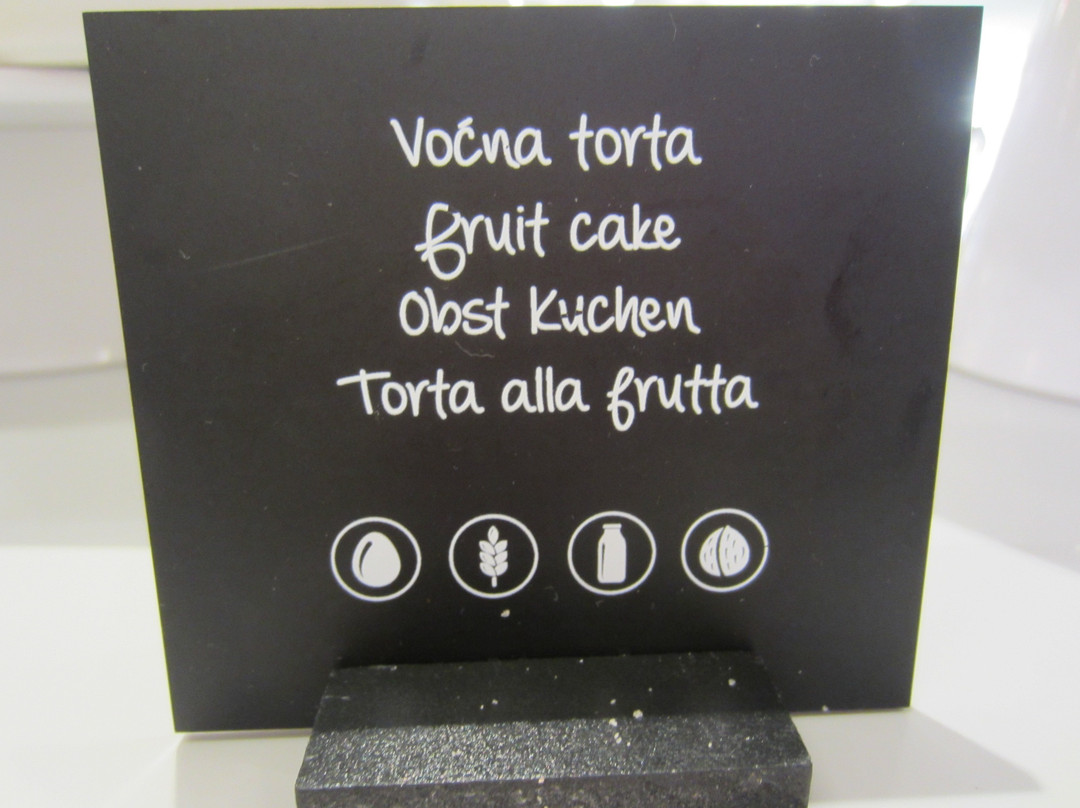 Voćna torta
fruit cake
Obst Kuchen
Torta alla frutta